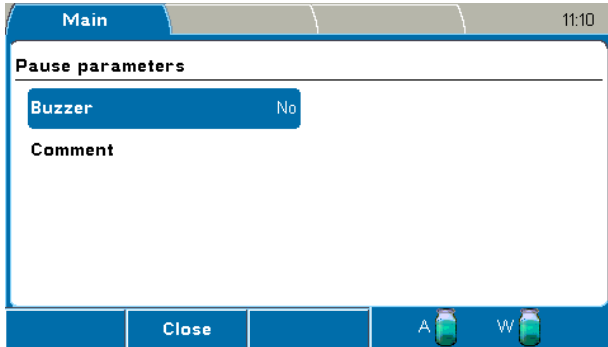 Main 11:10
Pause parameters
Buzzer No
Comment
Close A W